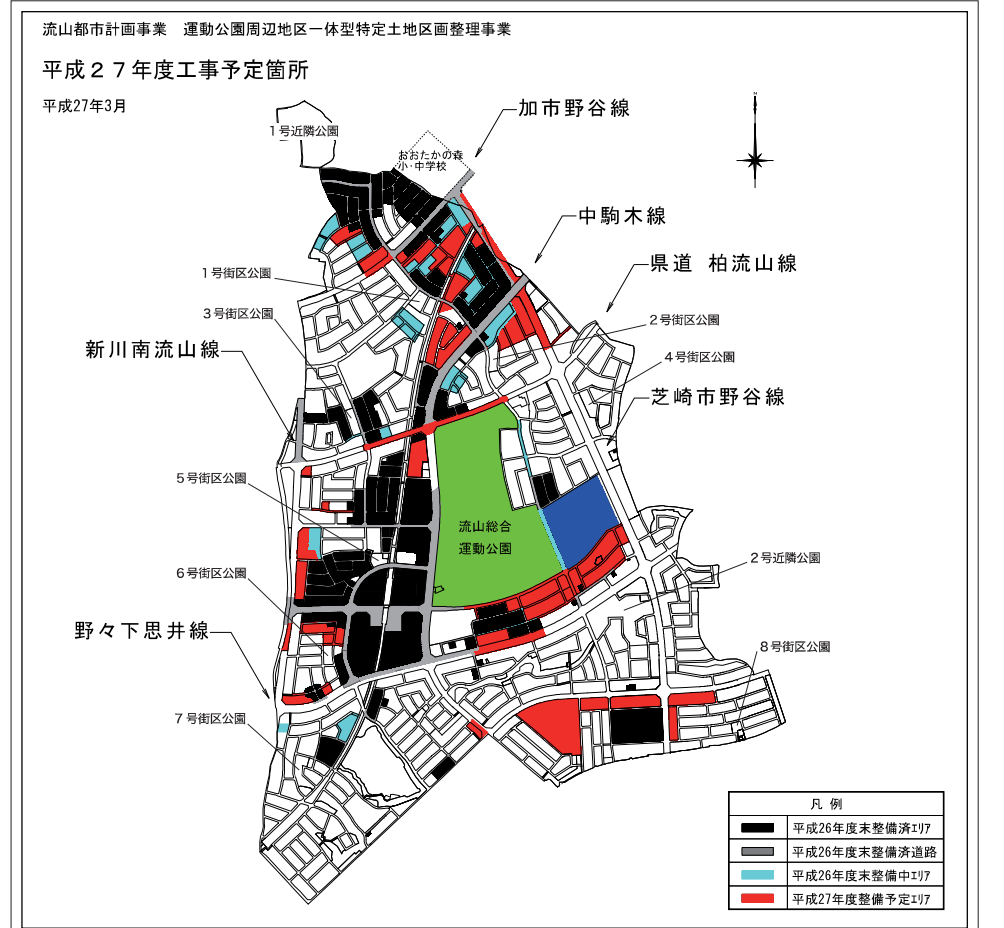 流山都市計画事業　運動公園周辺地区一体型特定土地区画整理事業
平成２７年度工事予定箇所
平成27年3月
加市野谷線
1号近隣公園
おおたかの森
小・中学校
中駒木線
県道 柏流山線
1号街区公園
3号街区公園
2号街区公園
新川南流山線
4号街区公園
芝崎市野谷線
5号街区公園
流山総合
運動公園
2号近隣公園
6号街区公園
野々下思井線
8号街区公園
7号街区公園
凡 例
平成26年度末整備済エリア
平成26年度末整備済道路
平成26年度末整備中エリア
平成27年度整備予定エリア